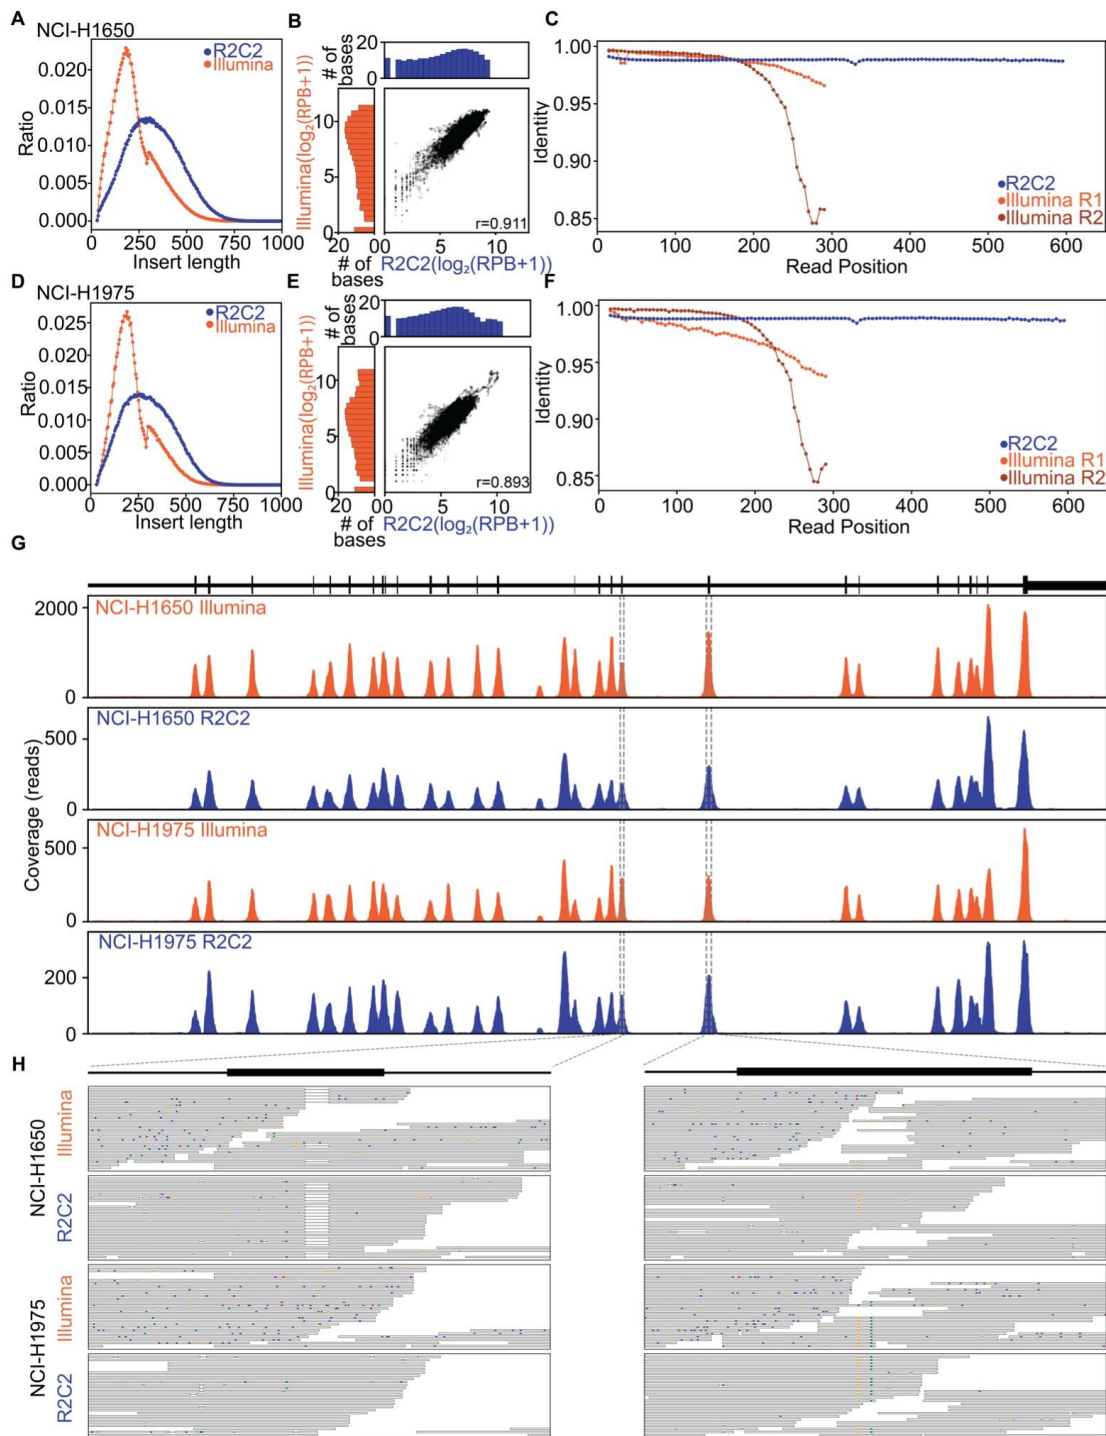 A
NCI-H1650
R2C2
Illumina
0.020
0.015
0.010
0.005
0.000
Ratio
0 250 500 750 1000
Insert length
B
# of bases
20
0
Illumina(log₂(RPB+1))
10
5
0
r=0.911
20 0 0 5 10
# of bases
R2C2(log₂(RPB+1))
C
1.00
0.95
0.90
0.85
Identity
R2C2
Illumina R1
Illumina R2
0 100 200 300 400 500 600
Read Position
D
NCI-H1975
R2C2
Illumina
0.025
0.020
0.015
0.010
0.005
0.000
Ratio
0 250 500 750 1000
Insert length
E
# of bases
20
0
Illumina(log₂(RPB+1))
10
5
0
r=0.893
20 0 0 5 10
# of bases
R2C2(log₂(RPB+1))
F
1.00
0.95
0.90
0.85
Identity
R2C2
Illumina R1
Illumina R2
0 100 200 300 400 500 600
Read Position
G
Coverage (reads)
NCI-H1650 Illumina
2000
0
NCI-H1650 R2C2
500
0
NCI-H1975 Illumina
500
0
NCI-H1975 R2C2
200
0
H
NCI-H1650
Illumina
R2C2
NCI-H1975
Illumina
R2C2